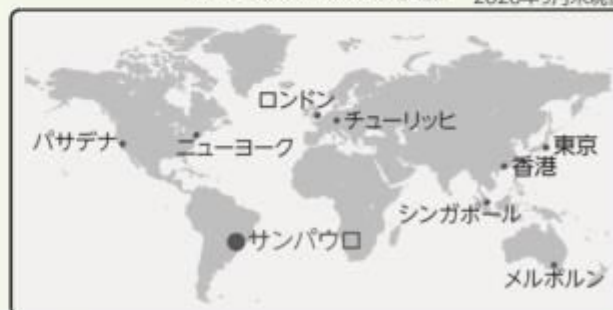 ロンドン
チューリッヒ
パサデナ
ニューヨーク
東京
香港
シンガポール
サンパウロ
メルボルン